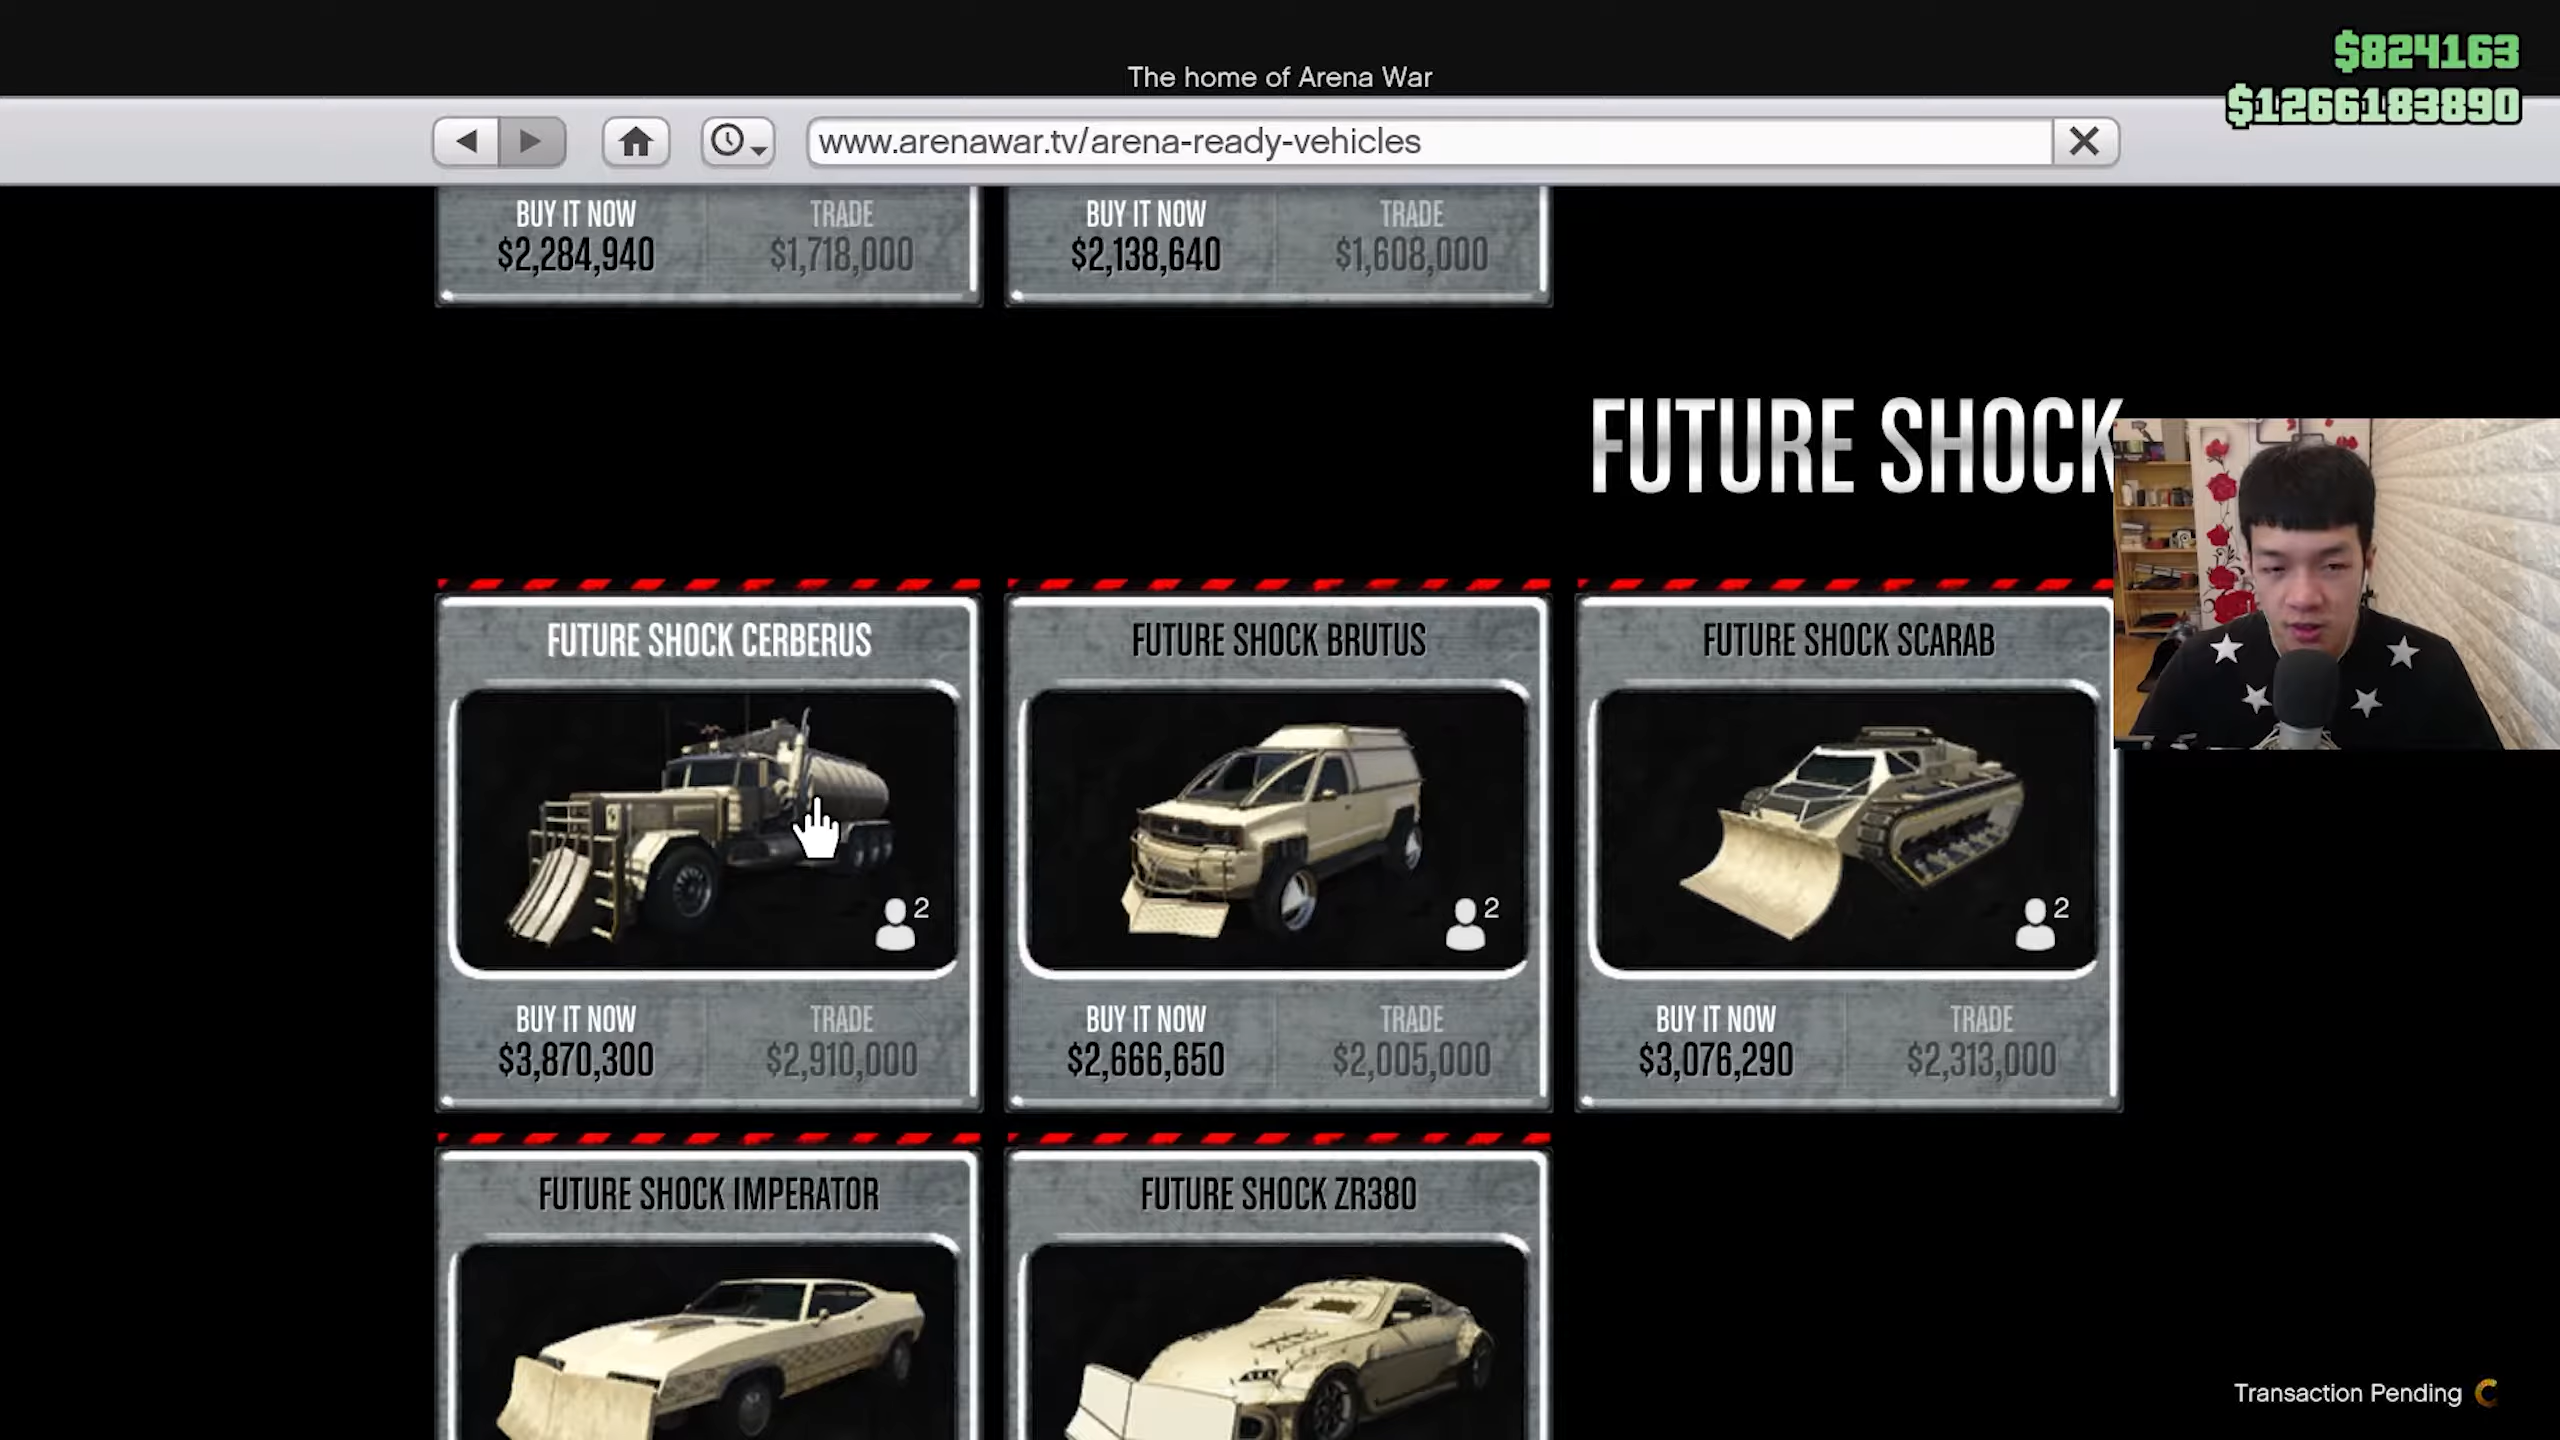 $824163
The home of Arena War
$1266183890
www.arenawar.tv/arena-ready-vehicles
BUY IT NOW TRADE
$2,284,940 $1,718,000
BUY IT NOW TRADE
$2,138,640 $1,608,000
FUTURE SHOCK
FUTURE SHOCK CERBERUS
2
BUY IT NOW TRADE
$3,870,300 $2,910,000
FUTURE SHOCK BRUTUS
2
BUY IT NOW TRADE
$2,666,650 $2,005,000
FUTURE SHOCK SCARAB
2
BUY IT NOW TRADE
$3,076,290 $2,313,000
FUTURE SHOCK IMPERATOR
FUTURE SHOCK ZR380
Transaction Pending